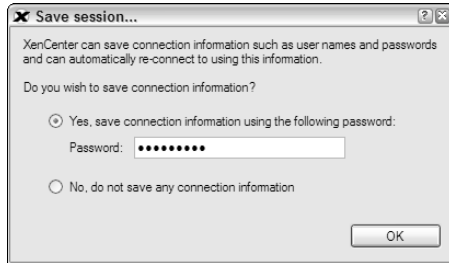 Save session...
XenCenter can save connection information such as user names and passwords
and can automatically re-connect to using this information.
Do you wish to save connection information?
Yes, save connection information using the following password:
Password: •••••••••
No, do not save any connection information
OK